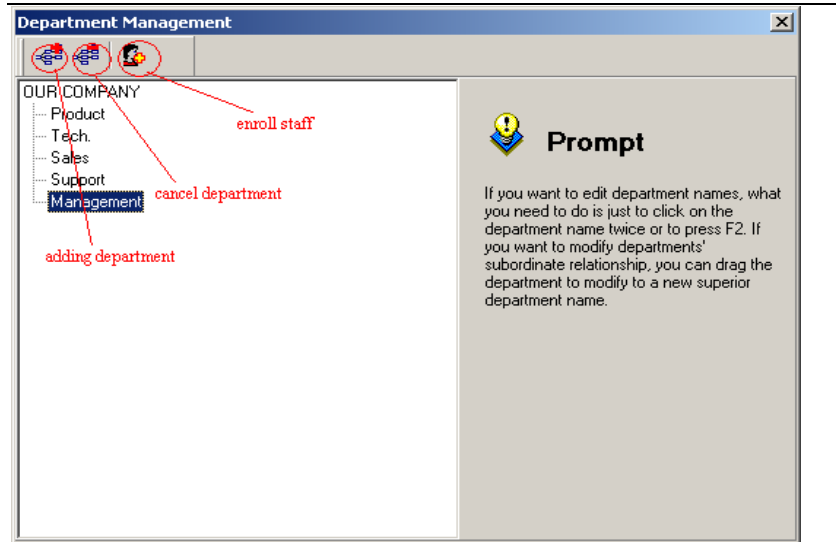 Department Management
OUR COMPANY
Product
Tech.
Sales
Support
Management
enroll staff
cancel department
adding department
Prompt
If you want to edit department names, what
you need to do is just to click on the
department name twice or to press F2. If
you want to modify departments'
subordinate relationship, you can drag the
department to modify to a new superior
department name.